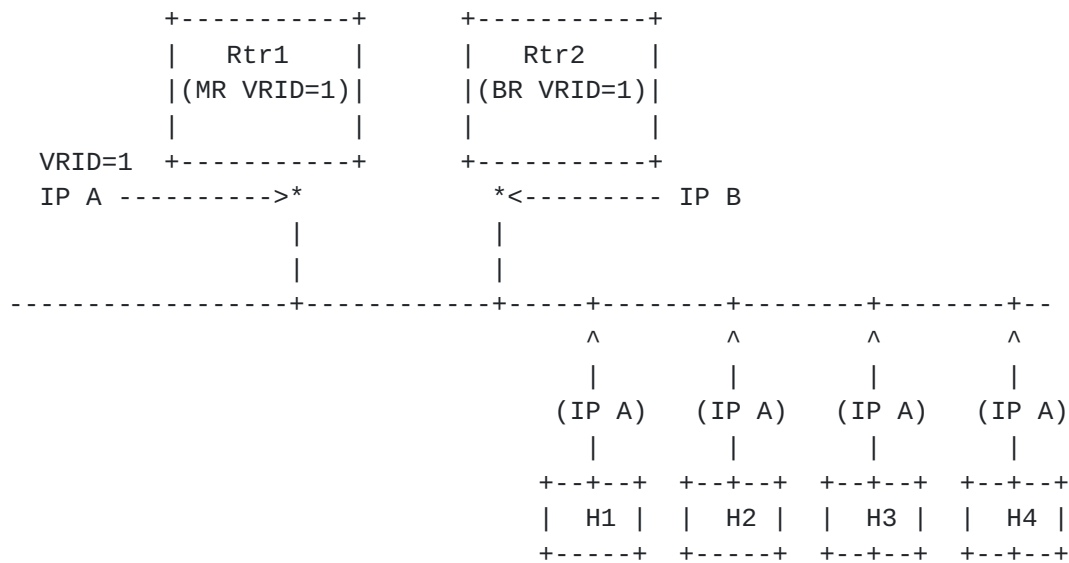 +-----------+      +-----------+
|   Rtr1    |      |   Rtr2    |
|(MR VRID=1)|      |(BR VRID=1)|
|           |      |           |
VRID=1  +-----------+      +-----------+
IP A ---------->*            *<--------- IP B
|            |
|            |
------------------+------------+-----+--------+--------+--------+--
^        ^        ^        ^
|        |        |        |
(IP A)   (IP A)   (IP A)   (IP A)
|        |        |        |
+--+--+  +--+--+  +--+--+  +--+--+
|  H1 |  |  H2 |  |  H3 |  |  H4 |
+-----+  +-----+  +--+--+  +--+--+